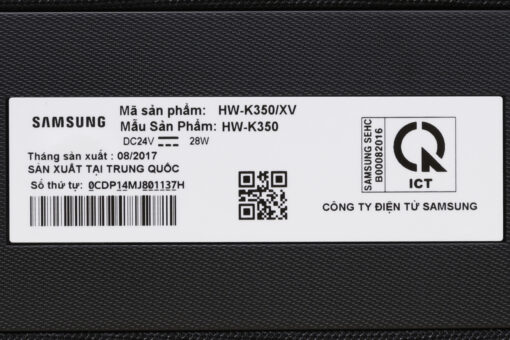 SAMSUNG
Mã sản phẩm: HW-K350/XV
Mẫu Sản Phẩm: HW-K350
DC24V 28W
Tháng sản xuất : 08/2017
SẢN XUẤT TẠI TRUNG QUỐC
Số thứ tự: 0CDP14MJ801137H
SAMSUNG SEHC
B00082016
ICT
CÔNG TY ĐIỆN TỬ SAMSUNG